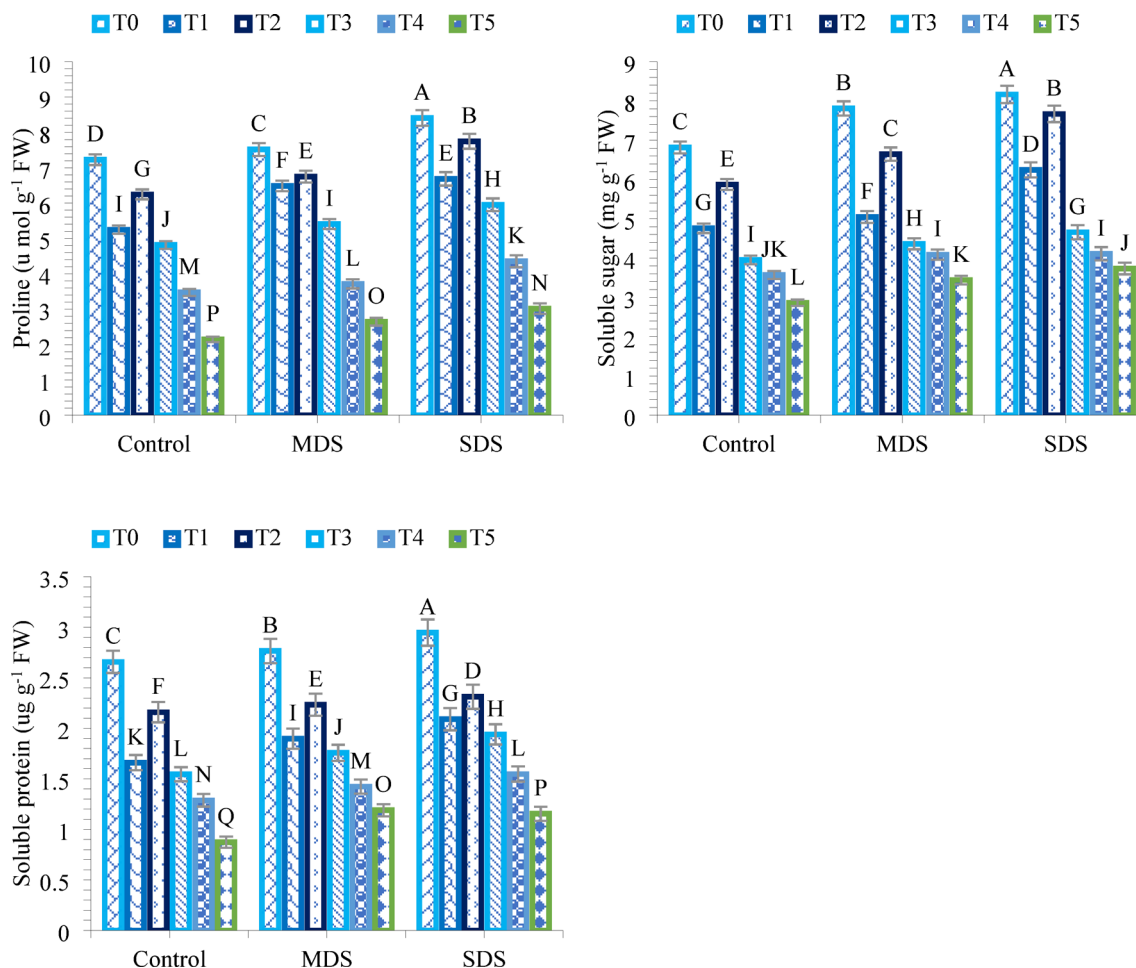 T0 T1 T2 T3 T4 T5
Proline (u mol g-1 FW)
10
9
8
7
6
5
4
3
2
1
0
D I G J M P
C F E I L O
A E B H K N
Control MDS SDS
T0 T1 T2 T3 T4 T5
Soluble sugar (mg g-1 FW)
9
8
7
6
5
4
3
2
1
0
C G E I JK L
B F C H I K
A D B G I J
Control MDS SDS
T0 T1 T2 T3 T4 T5
Soluble protein (ug g-1 FW)
3.5
3
2.5
2
1.5
1
0.5
0
C K F L N Q
B I E J M O
A G D H L P
Control MDS SDS